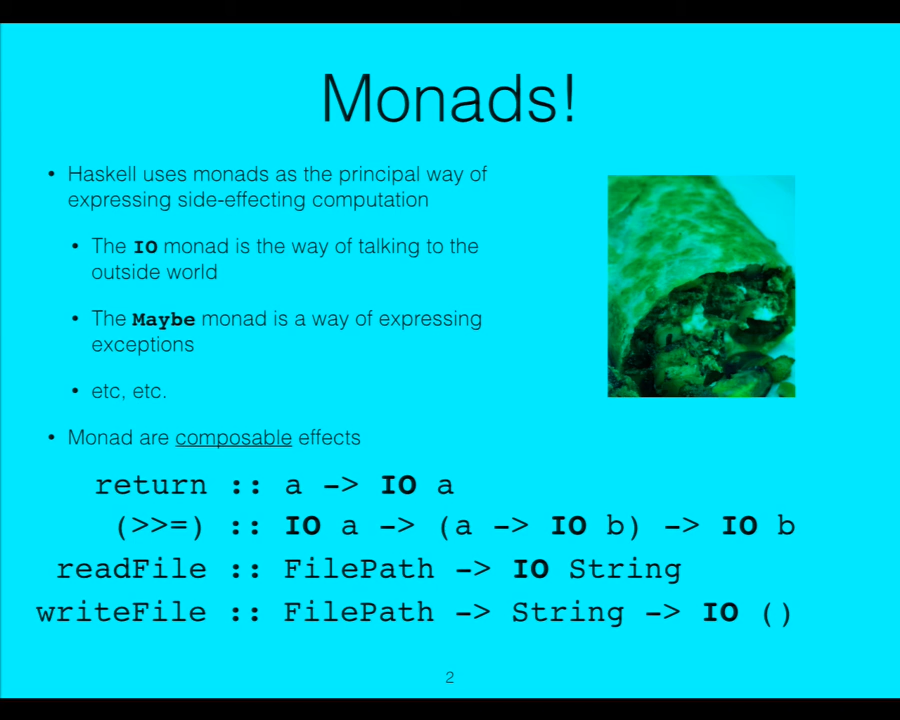 Monads!
• Haskell uses monads as the principal way of
expressing side-effecting computation
• The IO monad is the way of talking to the
outside world
• The Maybe monad is a way of expressing
exceptions
• etc, etc.
• Monad are composable effects
return :: a -> IO a
(>>=) :: IO a -> (a -> IO b) -> IO b
readFile :: FilePath -> IO String
writeFile :: FilePath -> String -> IO ()
2